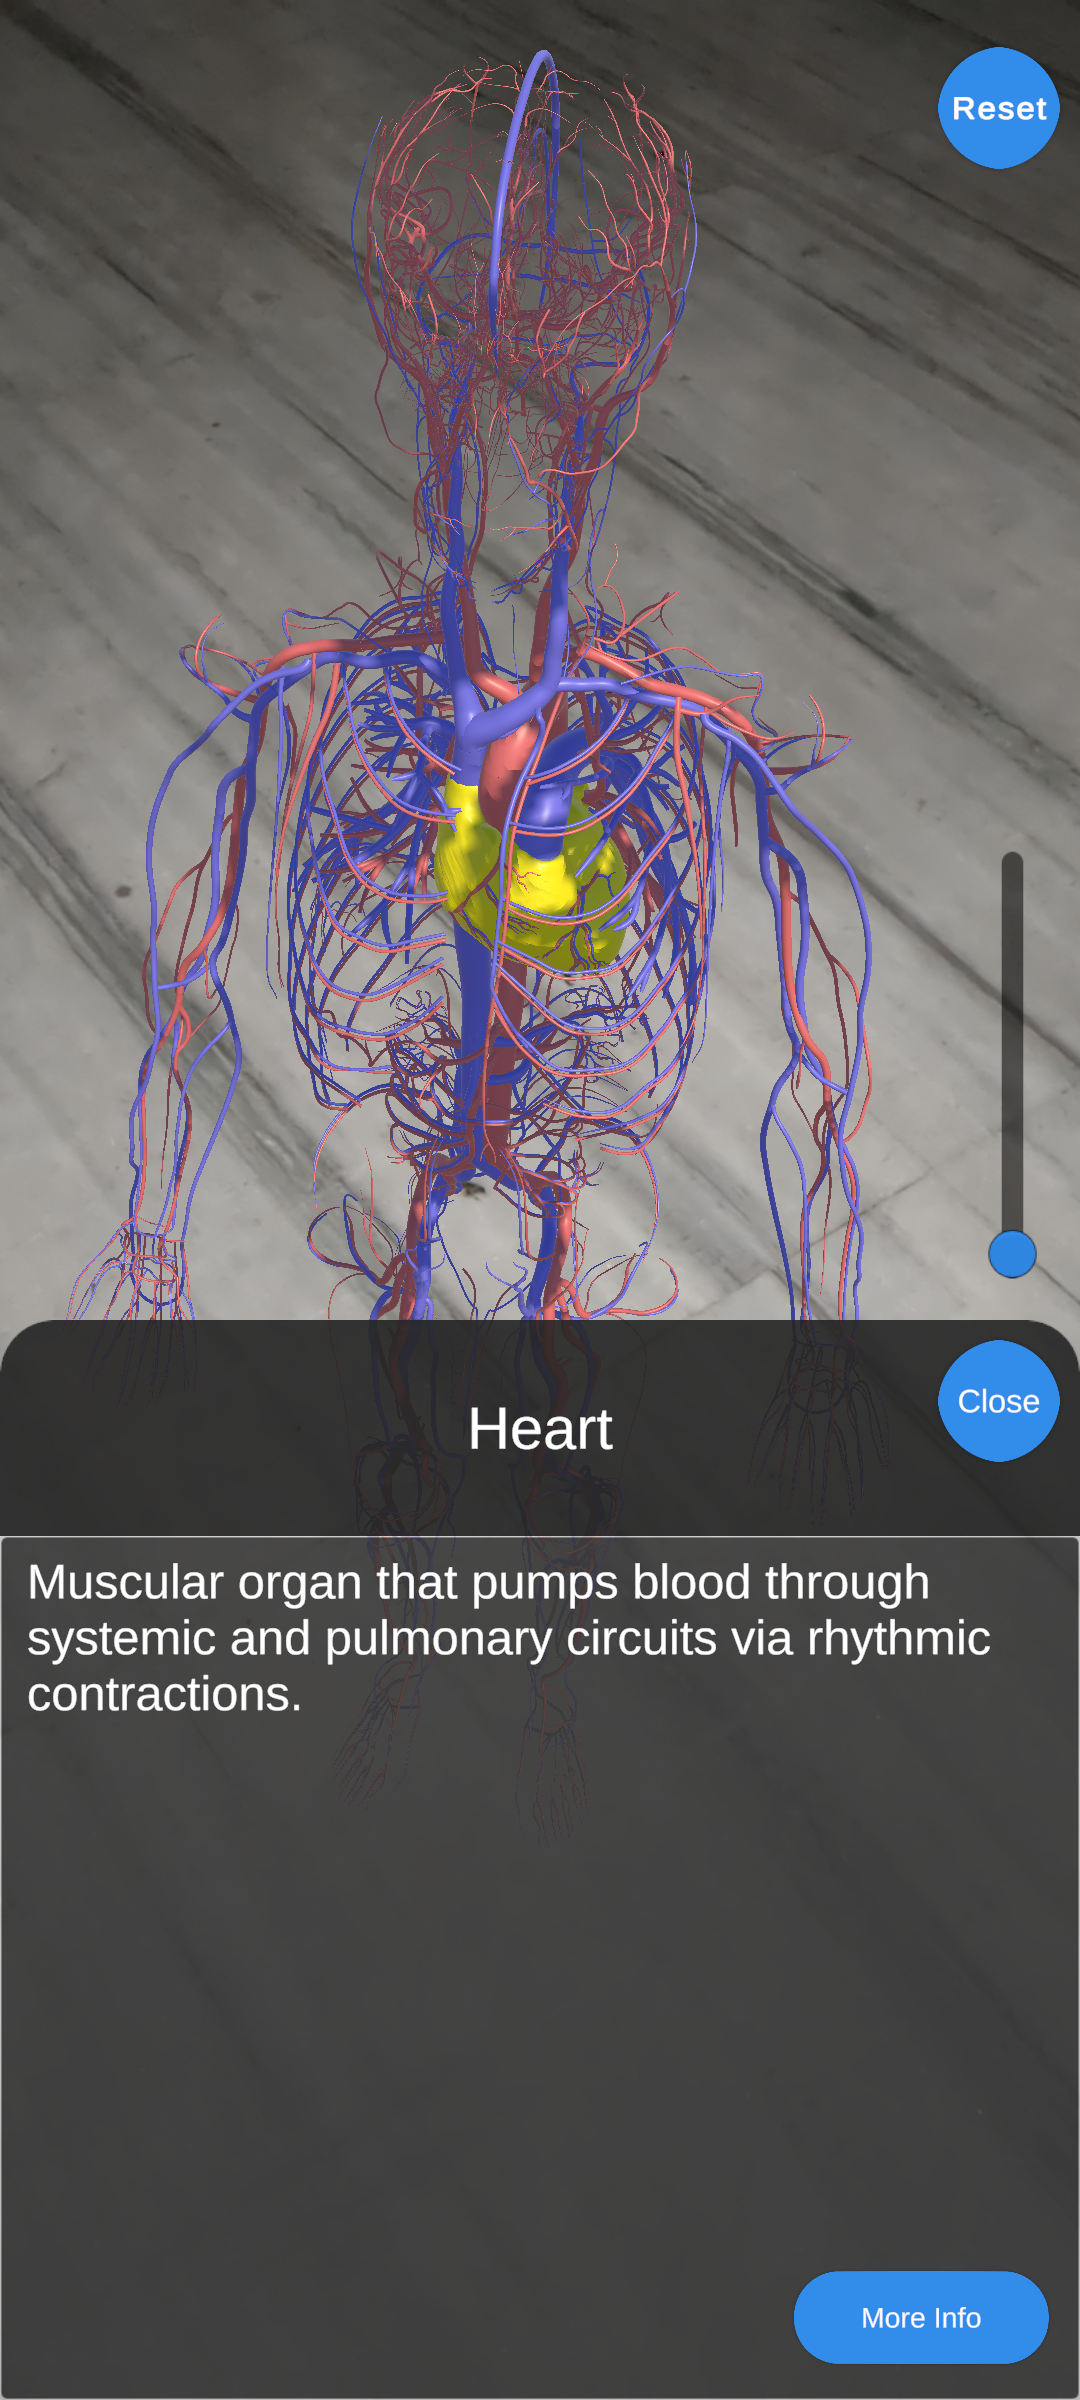 Reset
Heart
Close
Muscular organ that pumps blood through
systemic and pulmonary circuits via rhythmic
contractions.
More Info